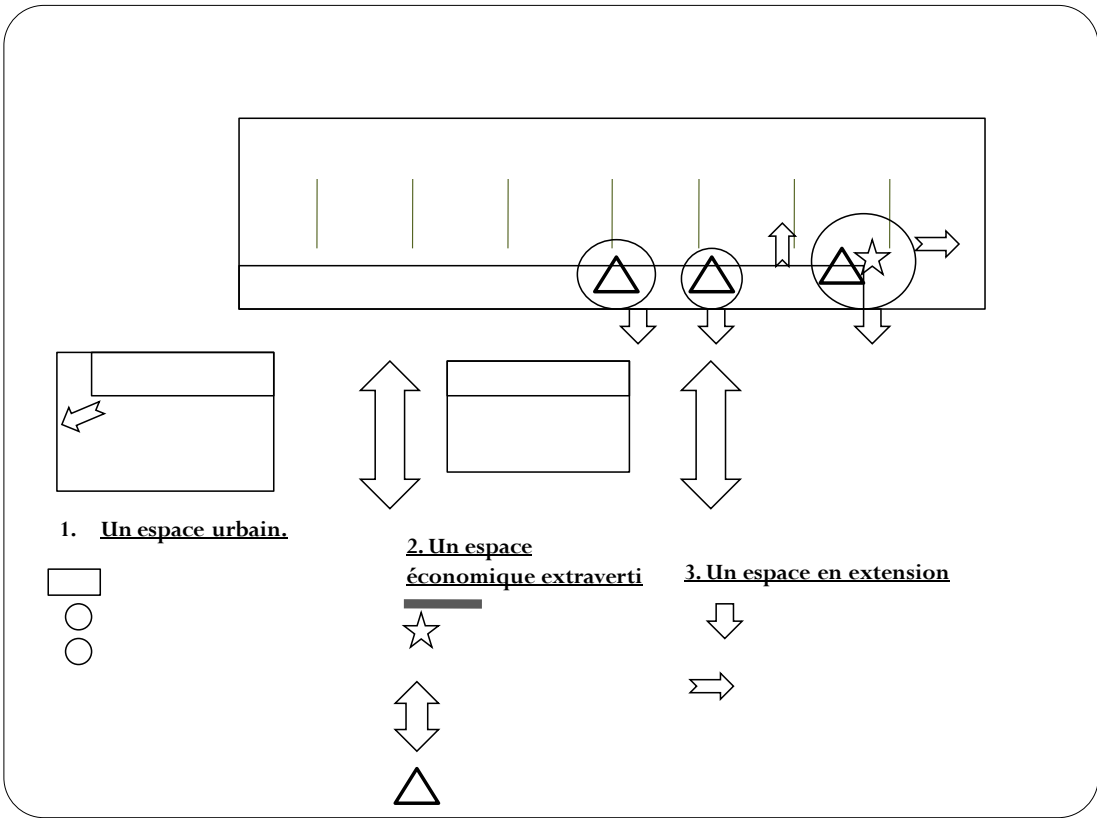 1. Un espace urbain.
2. Un espace
économique extraverti
3. Un espace en extension